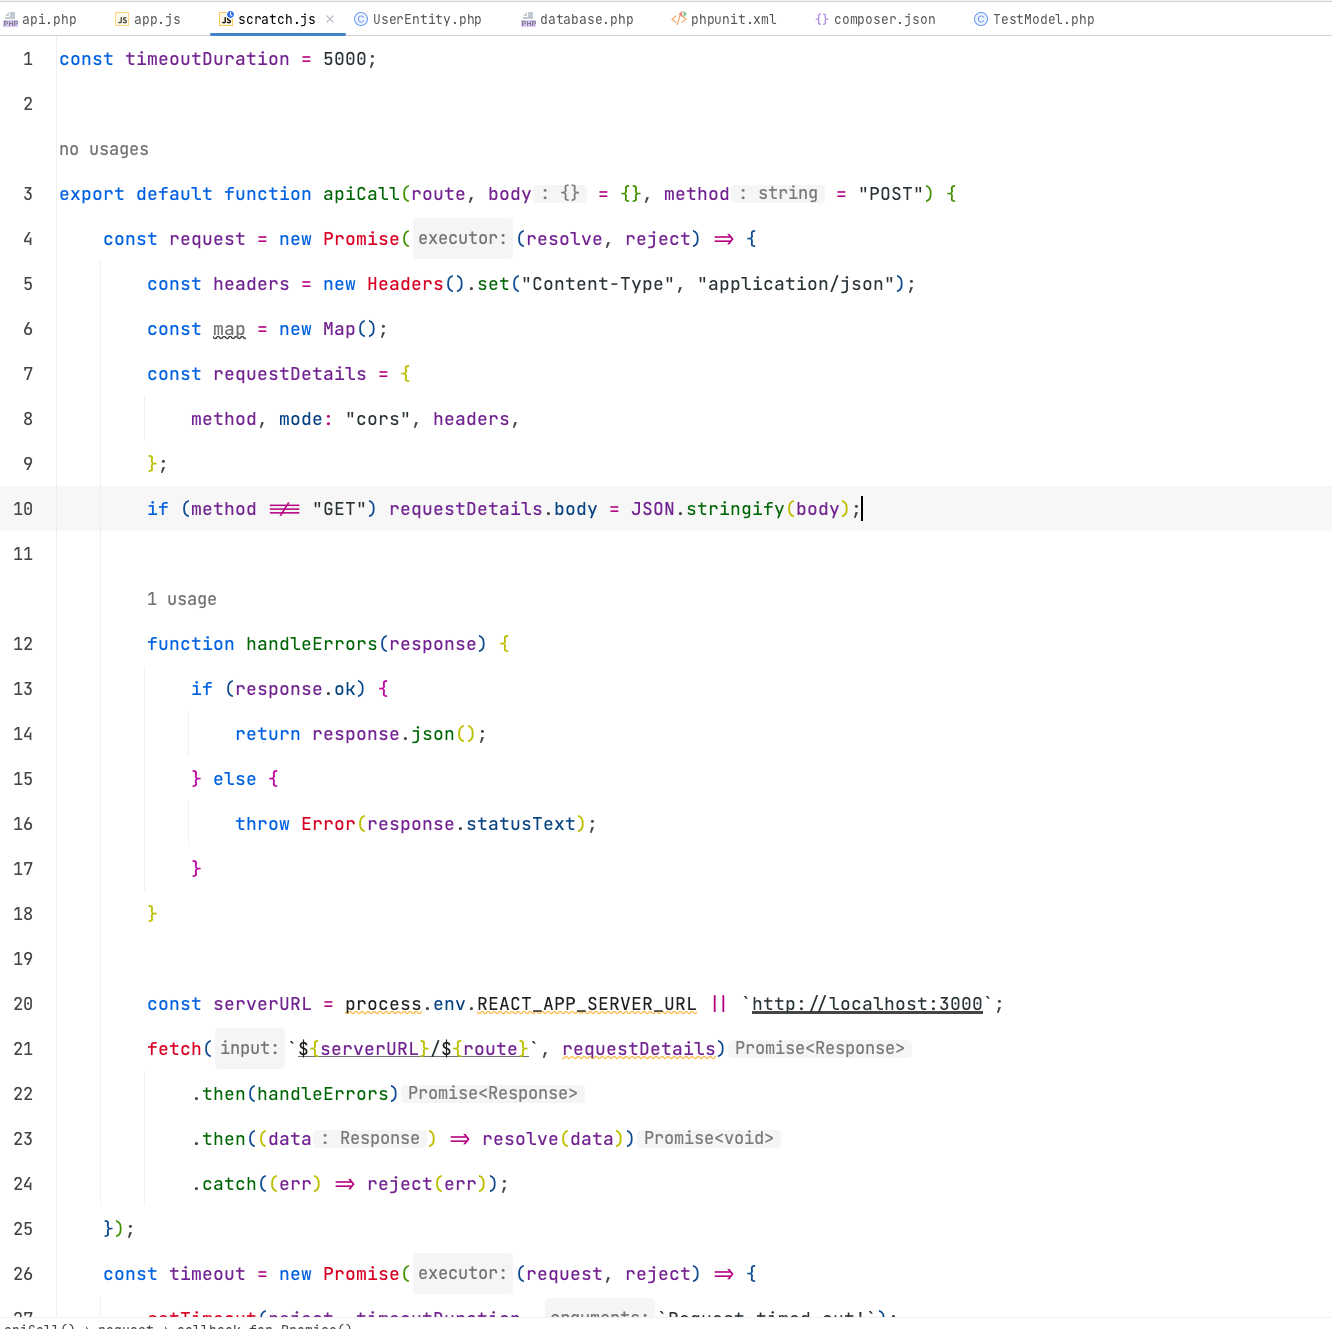 api.php app.js scratch.js × UserEntity.php database.php phpunit.xml composer.json TestModel.php
1 const timeoutDuration = 5000;
2
no usages
3 export default function apiCall(route, body : {} = {}, method : string = "POST") {
4 const request = new Promise( executor: (resolve, reject) => {
5 const headers = new Headers().set("Content-Type", "application/json");
6 const map = new Map();
7 const requestDetails = {
8 method, mode: "cors", headers,
9 };
10 if (method !== "GET") requestDetails.body = JSON.stringify(body);
11
1 usage
12 function handleErrors(response) {
13 if (response.ok) {
14 return response.json();
15 } else {
16 throw Error(response.statusText);
17 }
18 }
19
20 const serverURL = process.env.REACT_APP_SERVER_URL || `http://localhost:3000`;
21 fetch( input: `${serverURL}/${route}`, requestDetails) Promise<Response>
22 .then(handleErrors) Promise<Response>
23 .then((data : Response ) => resolve(data)) Promise<void>
24 .catch((err) => reject(err));
25 });
26 const timeout = new Promise( executor: (request, reject) => {
27 setTimeout(reject, timeoutDuration, arguments: `Request timed out!`);
apiCall() › request › callback for Promise()